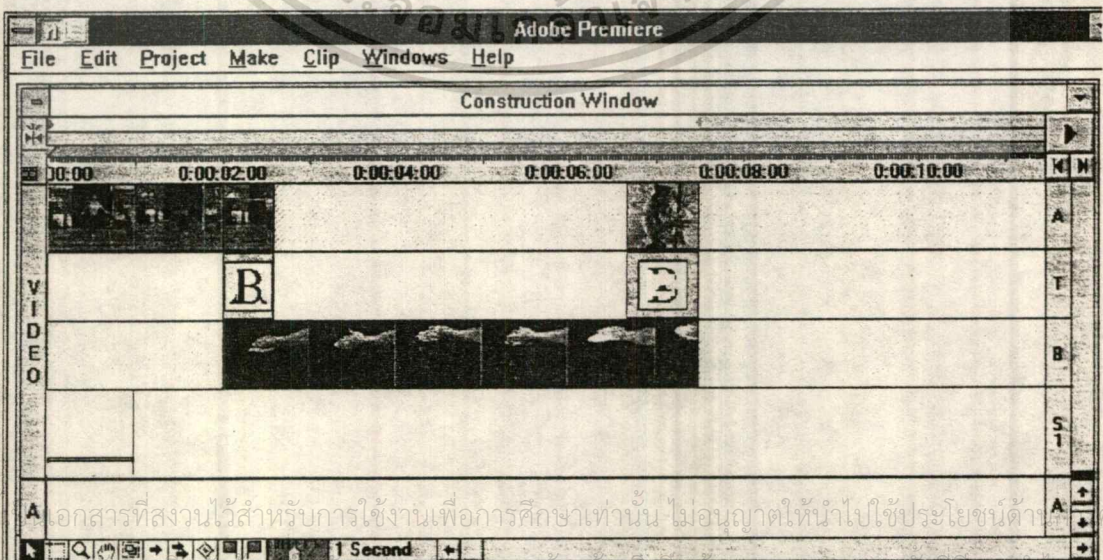 Adobe Premiere
File Edit Project Make Clip Windows Help
Construction Window
00:00 0:00:02:00 0:00:04:00 0:00:06:00 0:00:08:00 0:00:10:00
A
B B T
VIDEO
B
S1
A A
เอกสารที่สงวนไว้สำหรับการใช้งานเพื่อการศึกษาเท่านั้น ไม่อนุญาตให้นำไปใช้ประโยชน์ด้าน
1 Second